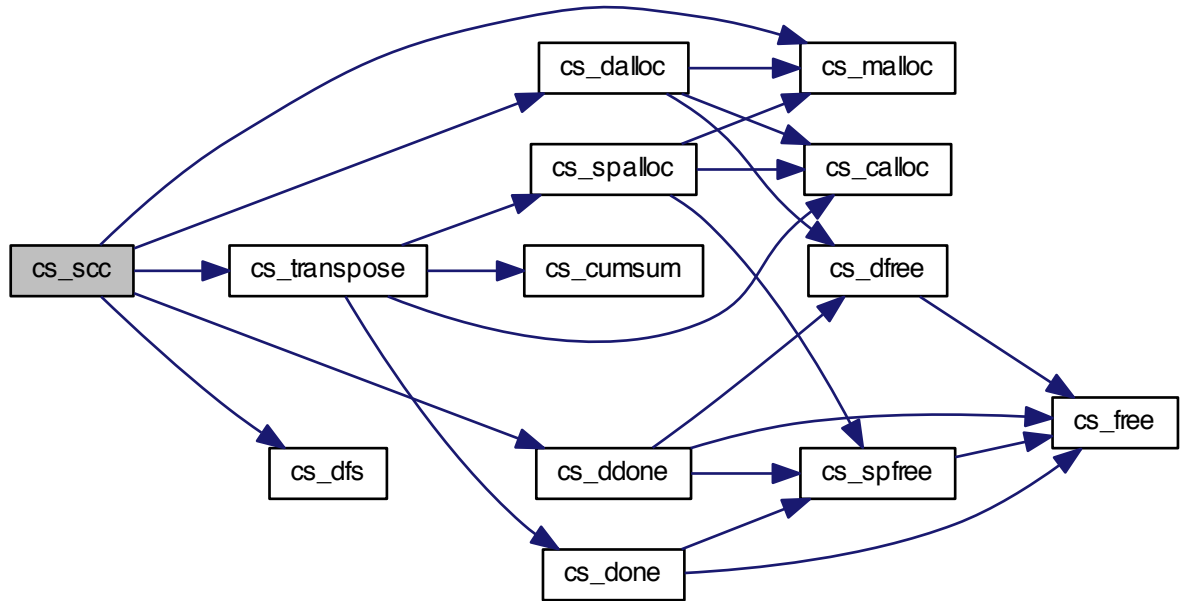 cs_dalloc
cs_malloc
cs_spalloc
cs_calloc
cs_scc
cs_transpose
cs_cumsum
cs_dfree
cs_free
cs_dfs
cs_ddone
cs_spfree
cs_done